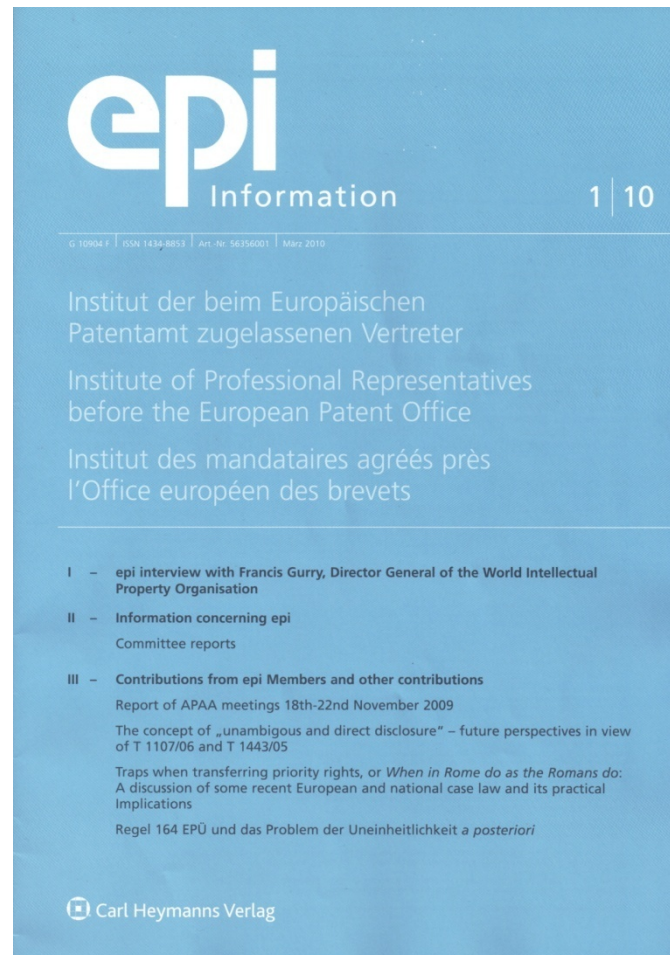 epi
Information
1 | 10
G 10904 F | ISSN 1434-8853 | Art.-Nr. 56356001 | März 2010
Institut der beim Europäischen
Patentamt zugelassenen Vertreter
Institute of Professional Representatives
before the European Patent Office
Institut des mandataires agréés près
l'Office européen des brevets
I – epi interview with Francis Gurry, Director General of the World Intellectual
Property Organisation
II – Information concerning epi
Committee reports
III – Contributions from epi Members and other contributions
Report of APAA meetings 18th-22nd November 2009
The concept of „unambigous and direct disclosure“ – future perspectives in view
of T 1107/06 and T 1443/05
Traps when transferring priority rights, or When in Rome do as the Romans do:
A discussion of some recent European and national case law and its practical
Implications
Regel 164 EPÜ und das Problem der Uneinheitlichkeit a posteriori
Carl Heymanns Verlag